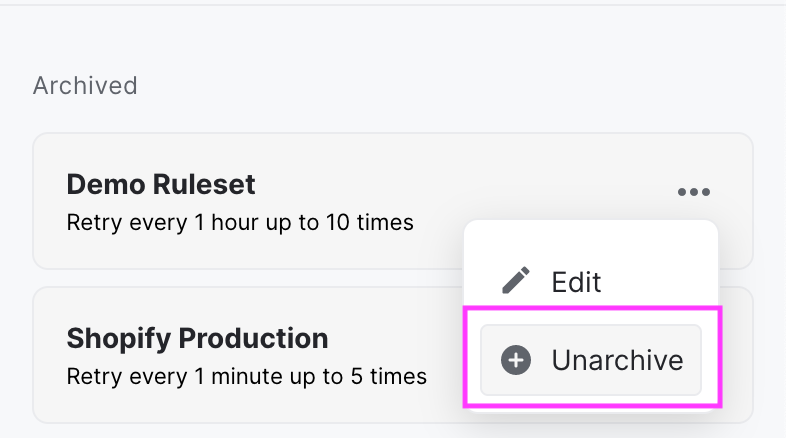 Archived
Demo Ruleset
Retry every 1 hour up to 10 times
Edit
Shopify Production
Unarchive
Retry every 1 minute up to 5 times